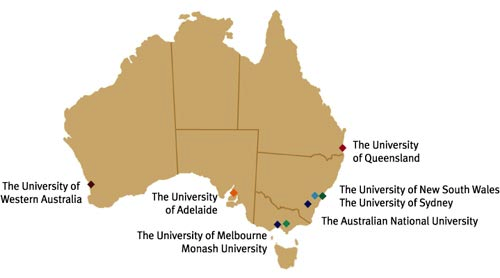 The University
of Queensland
The University of
Western Australia
The University
of Adelaide
The University of New South Wales
The University of Sydney
The Australian National University
The University of Melbourne
Monash University